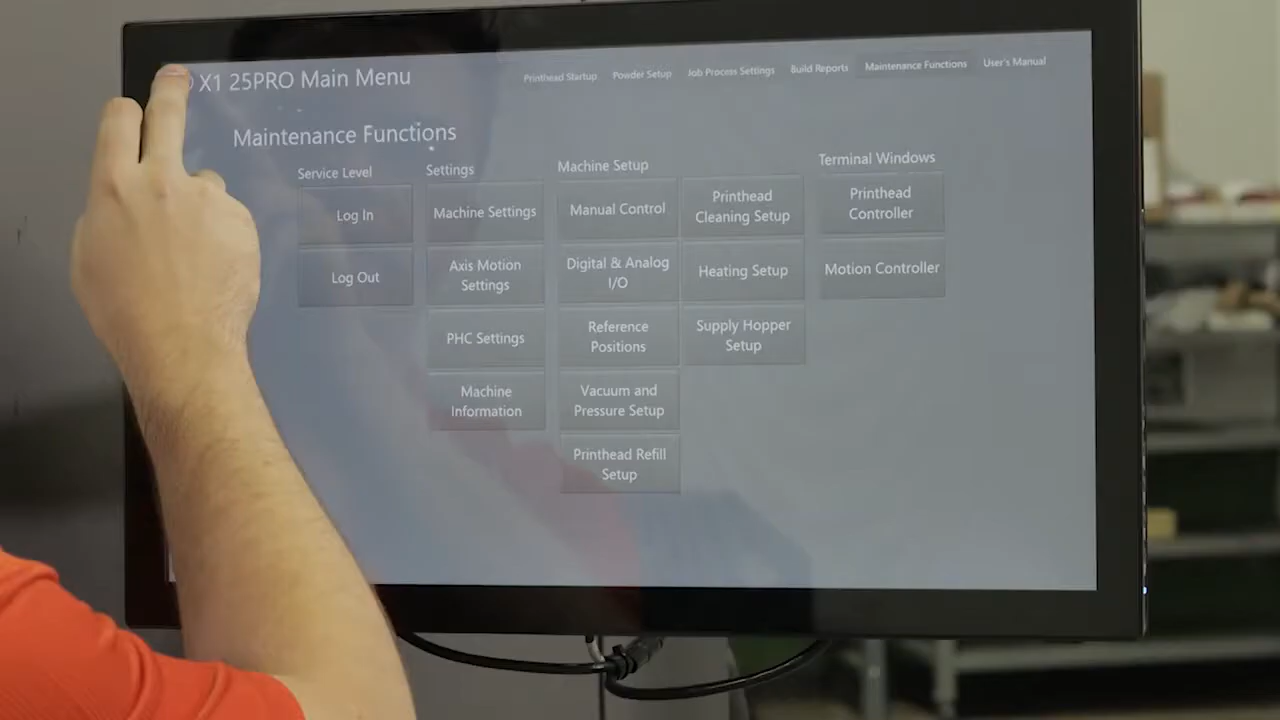 X1 25PRO Main Menu
Printhead Startup
Powder Setup
Job Process Settings
Build Reports
Maintenance Functions
User's Manual
Maintenance Functions
Service Level
Log In
Log Out
Settings
Machine Settings
Axis Motion
Settings
PHC Settings
Machine
Information
Machine Setup
Manual Control
Digital & Analog
I/O
Reference
Positions
Vacuum and
Pressure Setup
Printhead Refill
Setup
Printhead
Cleaning Setup
Heating Setup
Supply Hopper
Setup
Terminal Windows
Printhead
Controller
Motion Controller